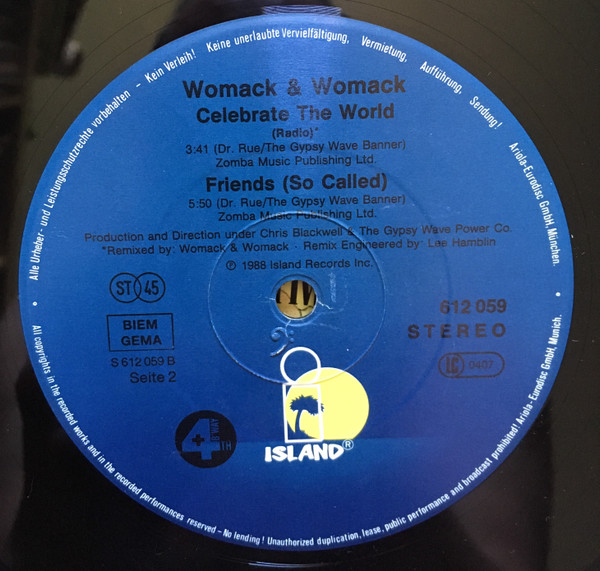 Alle Urheber- und Leistungsschutzrechte vorbehalten - Kein Verleih! Keine unerlaubte Vervielfältigung, Vermietung, Aufführung, Sendung! Ariola-Eurodisc GmbH München.
Womack & Womack
Celebrate The World
(Radio)*
3:41 (Dr. Rue/The Gypsy Wave Banner)
Zomba Music Publishing Ltd.
Friends (So Called)
5:50 (Dr. Rue/The Gypsy Wave Banner)
Zomba Music Publishing Ltd.
Production and Direction under Chris Blackwell & The Gypsy Wave Power Co.
*Remixed by: Womack & Womack - Remix Engineered by: Lee Hamblin
℗ 1988 Island Records Inc.
ST 45
612 059
STEREO
BIEM
GEMA
LC 0407
S 612 059 B
Seite 2
4TH B'WAY
ISLAND®
All copyrights in the recorded works and in the recorded performances reserved - No lending! Unauthorized duplication, lease, public performance and broadcast prohibited! Ariola-Eurodisc GmbH, Munich.